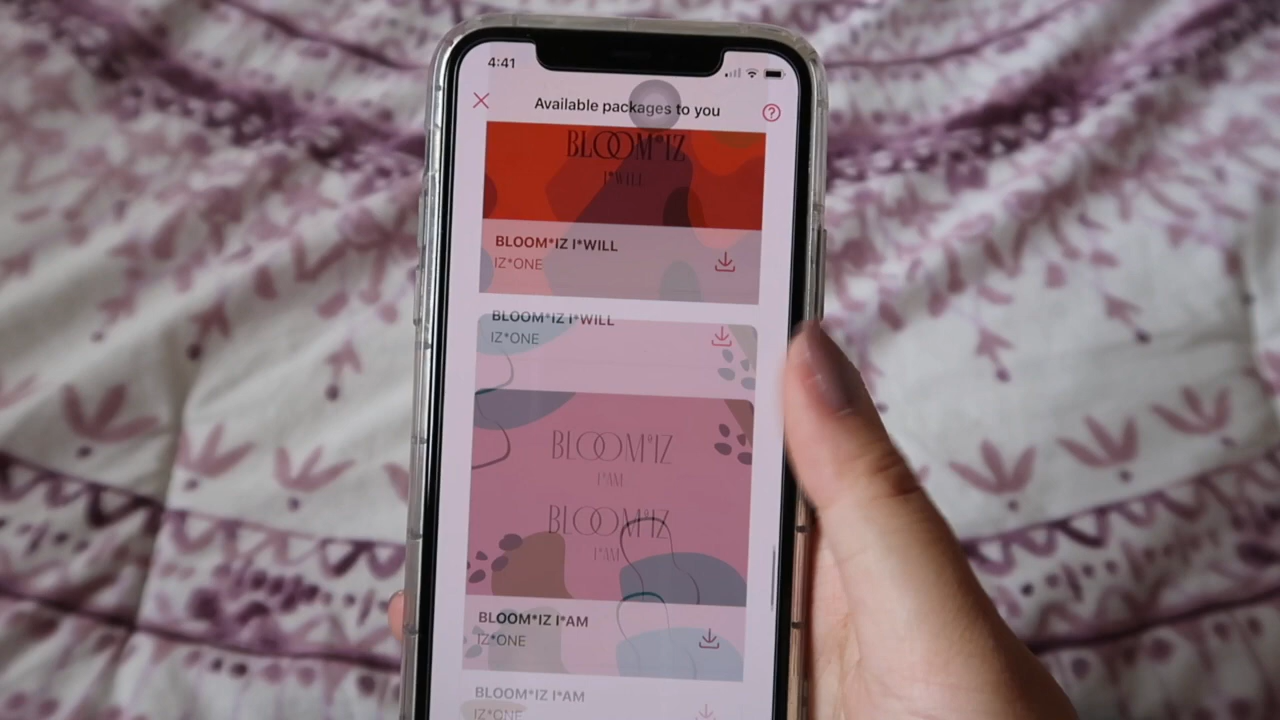 4:41
Available packages to you
BLOOM*IZ
I*WILL
BLOOM*IZ I*WILL
IZ*ONE
BLOOM*IZ I*WILL
IZ*ONE
BLOOM*IZ
I*AM
BLOOM*IZ
I*AM
BLOOM*IZ I*AM
IZ*ONE
BLOOM*IZ I*AM
IZ*ONE